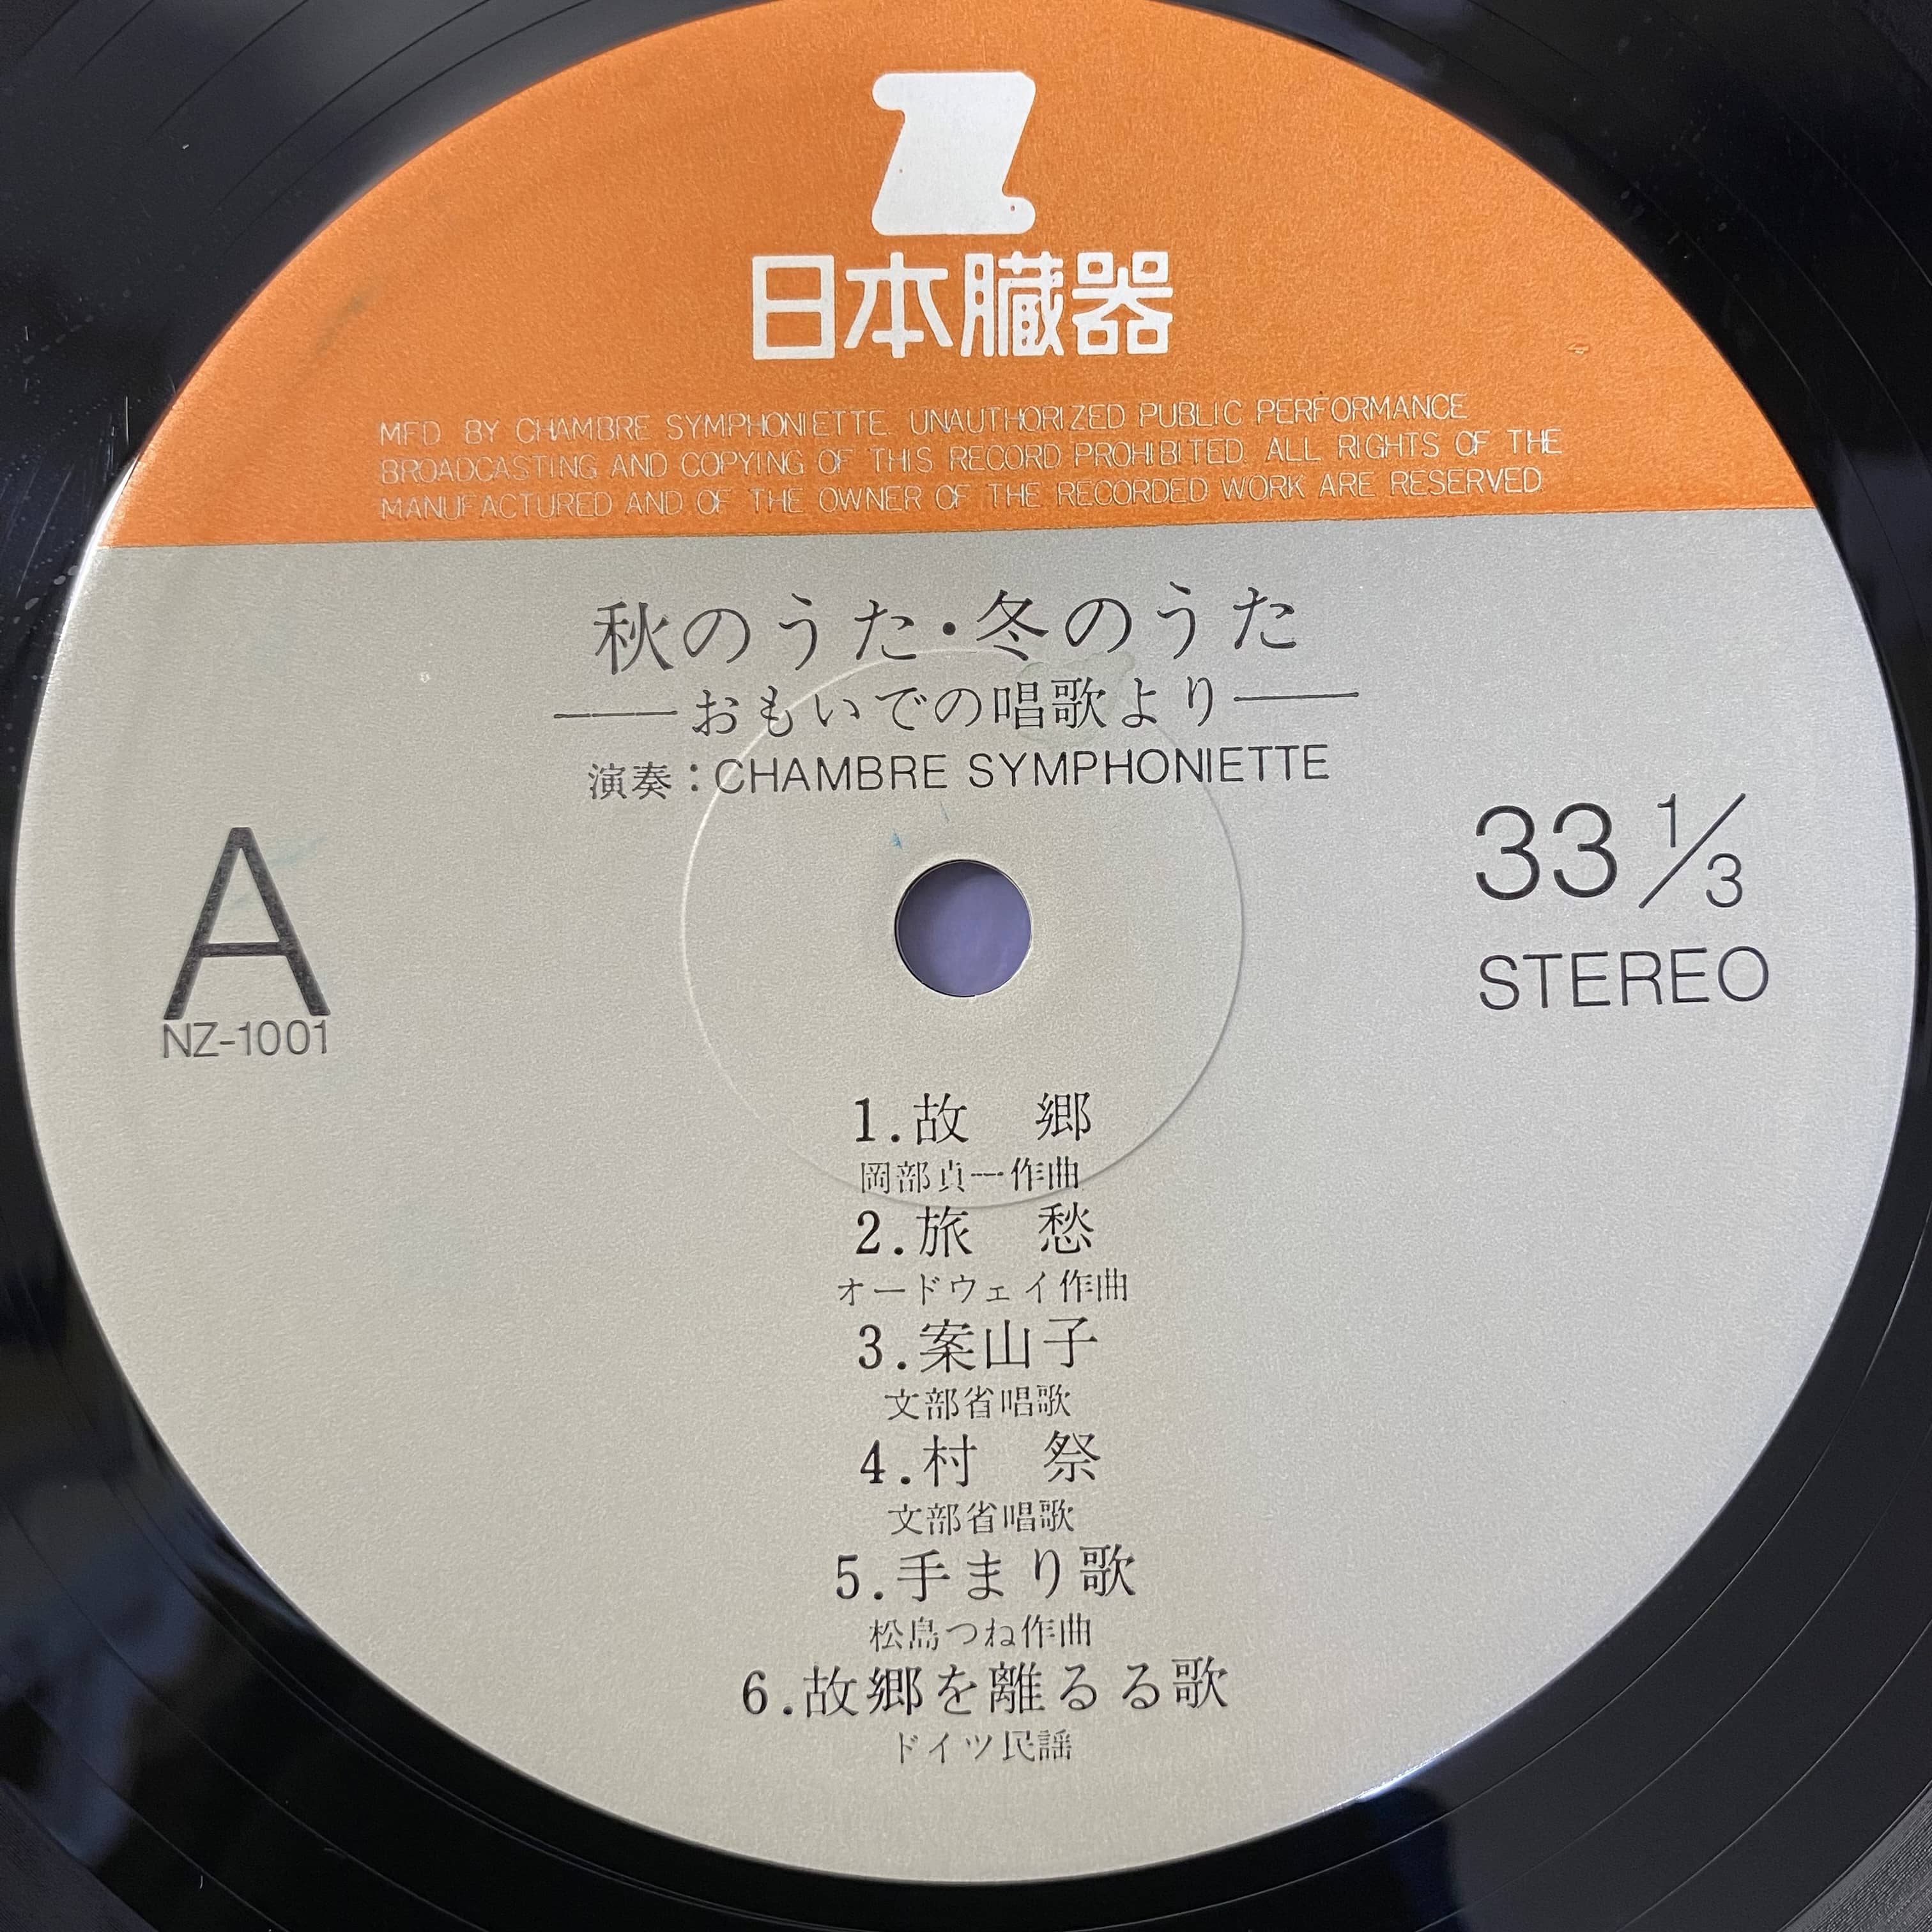 日本臓器
MFD BY CHAMBRE SYMPHONIETTE. UNAUTHORIZED PUBLIC PERFORMANCE
BROADCASTING AND COPYING OF THIS RECORD PROHIBITED. ALL RIGHTS OF THE
MANUFACTURED AND OF THE OWNER OF THE RECORDED WORK ARE RESERVED.
秋のうた・冬のうた
——おもいでの唱歌より——
演奏：CHAMBRE SYMPHONIETTE
A
NZ-1001
33 1/3
STEREO
1.故　郷
岡部貞一作曲
2.旅　愁
オードウェイ作曲
3.案山子
文部省唱歌
4.村　祭
文部省唱歌
5.手まり歌
松島つね作曲
6.故郷を離るる歌
ドイツ民謡